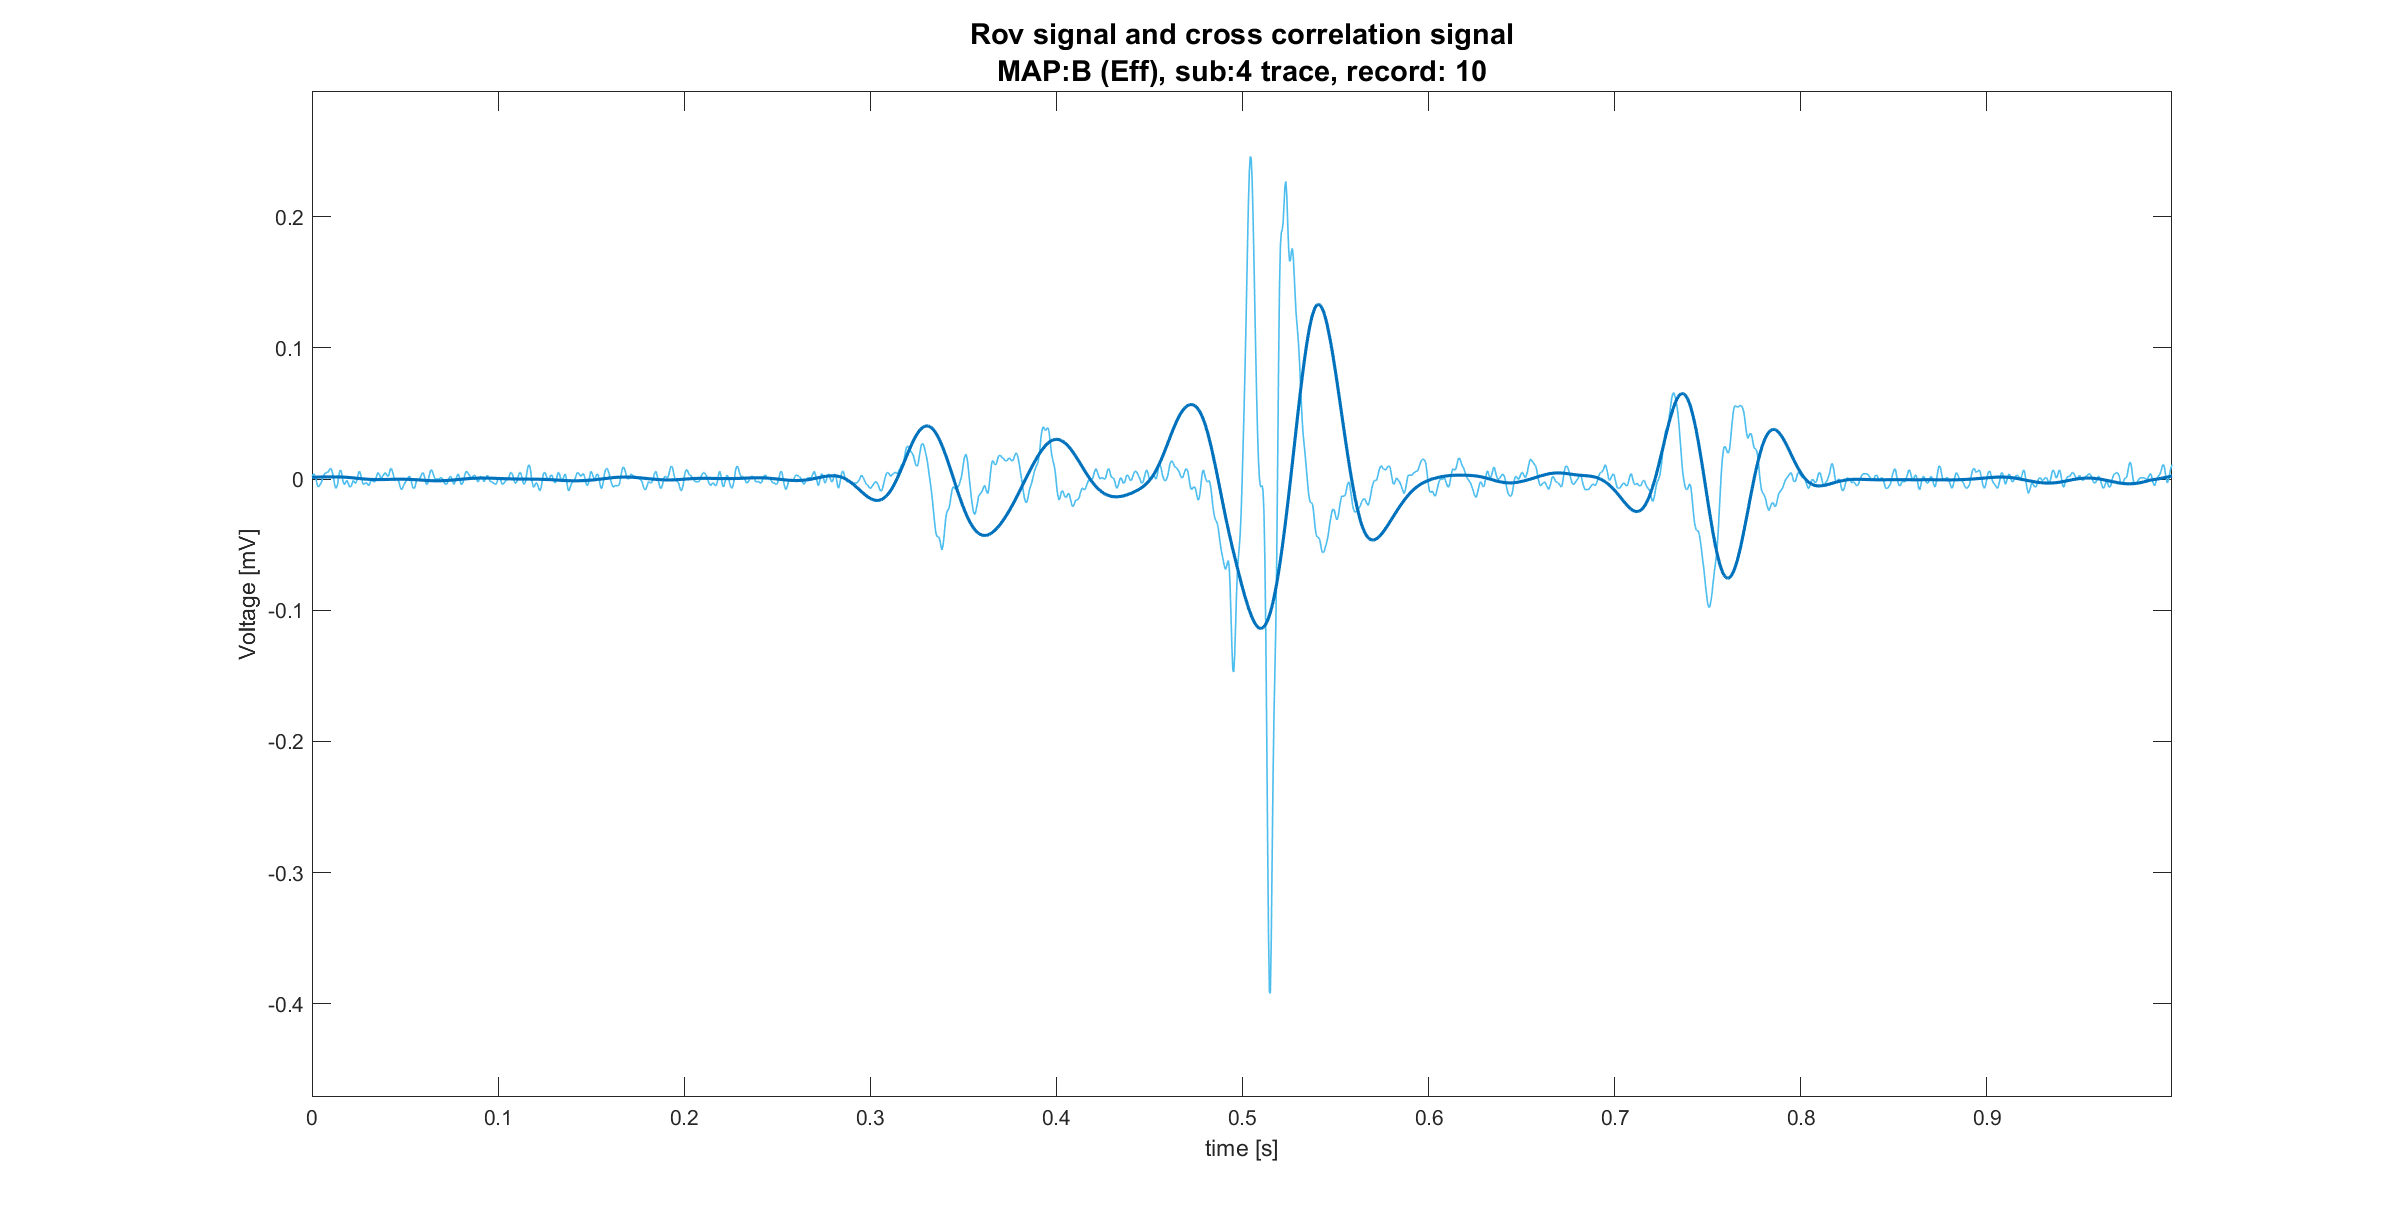 Rov signal and cross correlation signal
MAP:B (Eff), sub:4 trace, record: 10
0.2
0.1
0
-0.1
-0.2
-0.3
-0.4
Voltage [mV]
0 0.1 0.2 0.3 0.4 0.5 0.6 0.7 0.8 0.9
time [s]